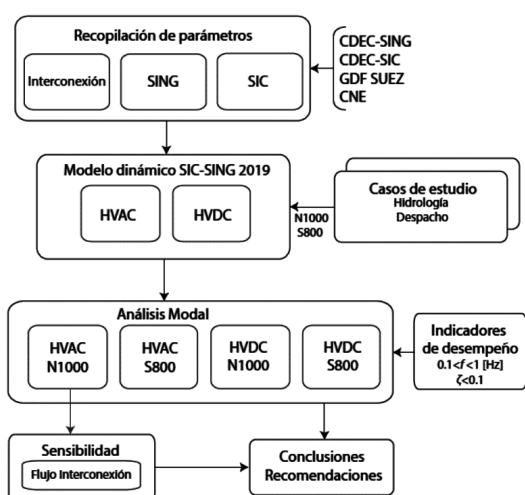 Recopilación de parámetros
Interconexión
SING
SIC
CDEC-SING
CDEC-SIC
GDF SUEZ
CNE
Modelo dinámico SIC-SING 2019
HVAC
HVDC
N1000
S800
Casos de estudio
Hidrología
Despacho
Análisis Modal
HVAC
N1000
HVAC
S800
HVDC
N1000
HVDC
S800
Indicadores
de desempeño
0.1<f<1 [Hz]
ζ<0.1
Sensibilidad
Flujo Interconexión
Conclusiones
Recomendaciones